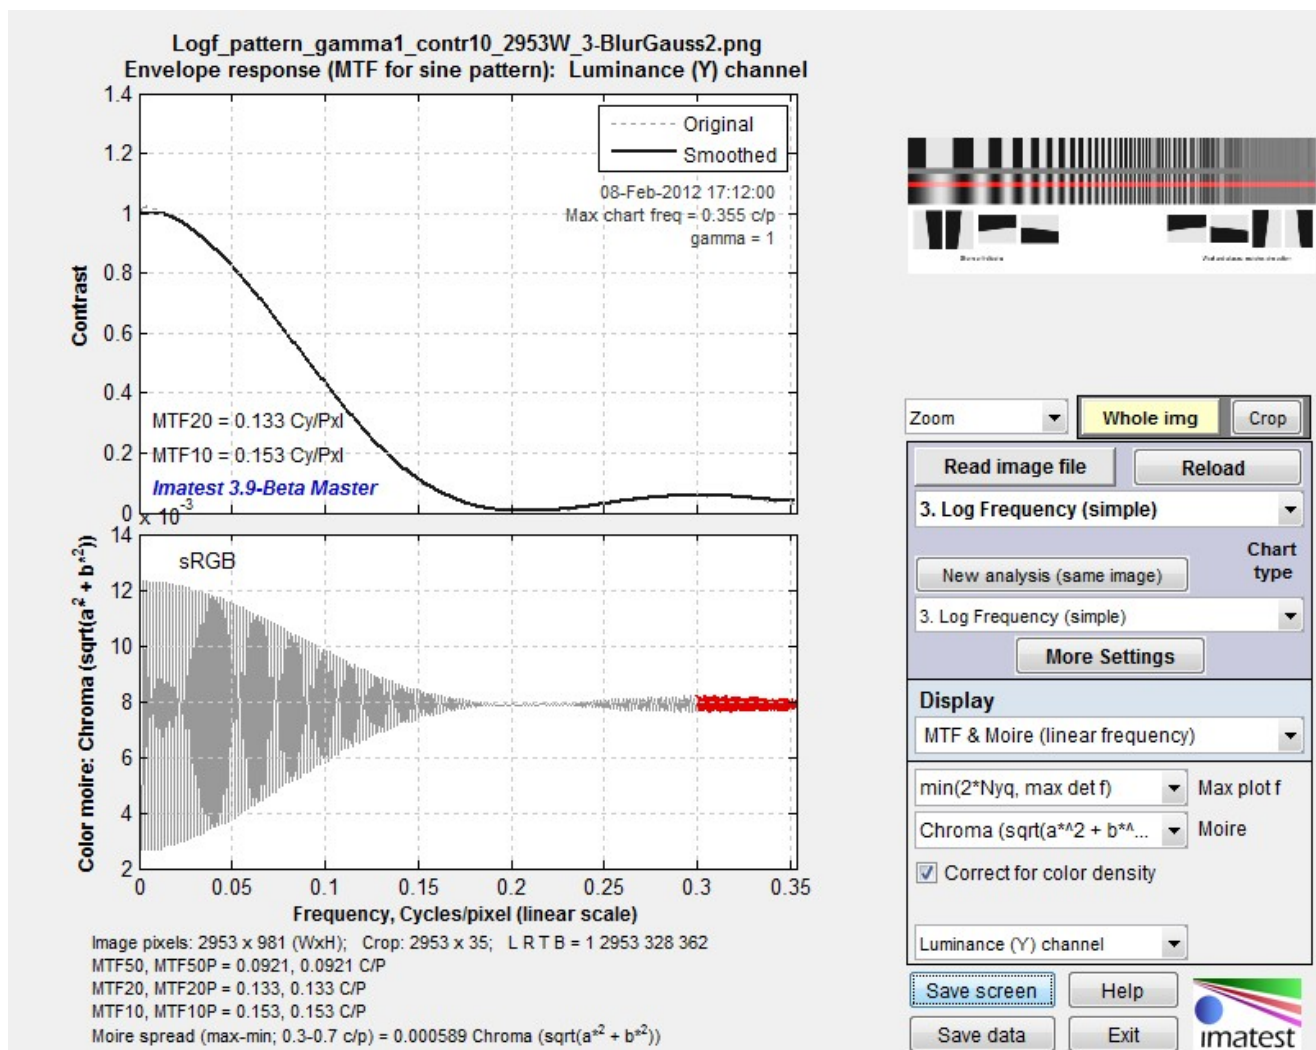 Logf_pattern_gamma1_contr10_2953W_3-BlurGauss2.png
Envelope response (MTF for sine pattern): Luminance (Y) channel
1.4
1.2
1
0.8
0.6
0.4
0.2
0
Contrast
Original
Smoothed
08-Feb-2012 17:12:00
Max chart freq = 0.355 c/p
gamma = 1
MTF20 = 0.133 Cy/Pxl
MTF10 = 0.153 Cy/Pxl
Imatest 3.9-Beta Master
x 10^-3
14
12
10
8
6
4
2
Color moire: Chroma (sqrt(a*² + b*²))
sRGB
0 0.05 0.1 0.15 0.2 0.25 0.3 0.35
Frequency, Cycles/pixel (linear scale)
Image pixels: 2953 x 981 (WxH); Crop: 2953 x 35; L R T B = 1 2953 328 362
MTF50, MTF50P = 0.0921, 0.0921 C/P
MTF20, MTF20P = 0.133, 0.133 C/P
MTF10, MTF10P = 0.153, 0.153 C/P
Moire spread (max-min; 0.3-0.7 c/p) = 0.000589 Chroma (sqrt(a*² + b*²))
Zoom
Whole img
Crop
Read image file
Reload
3. Log Frequency (simple)
New analysis (same image)
Chart
type
3. Log Frequency (simple)
More Settings
Display
MTF & Moire (linear frequency)
min(2*Nyq, max det f)
Max plot f
Chroma (sqrt(a*^2 + b*^...
Moire
Correct for color density
Luminance (Y) channel
Save screen
Help
Save data
Exit
imatest